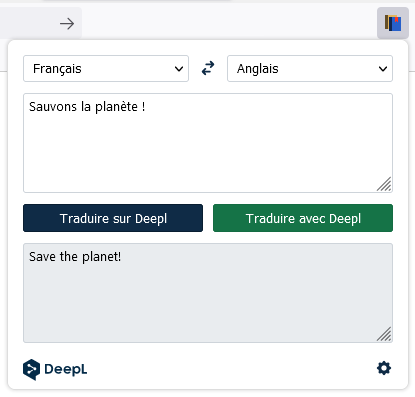 Français
Anglais
Sauvons la planète !
Traduire sur Deepl
Traduire avec Deepl
Save the planet!
DeepL